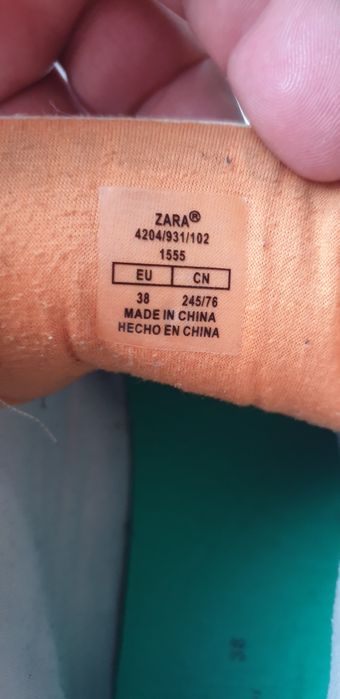 ZARA®
4204/931/102
1555
EU CN
38 245/76
MADE IN CHINA
HECHO EN CHINA
38